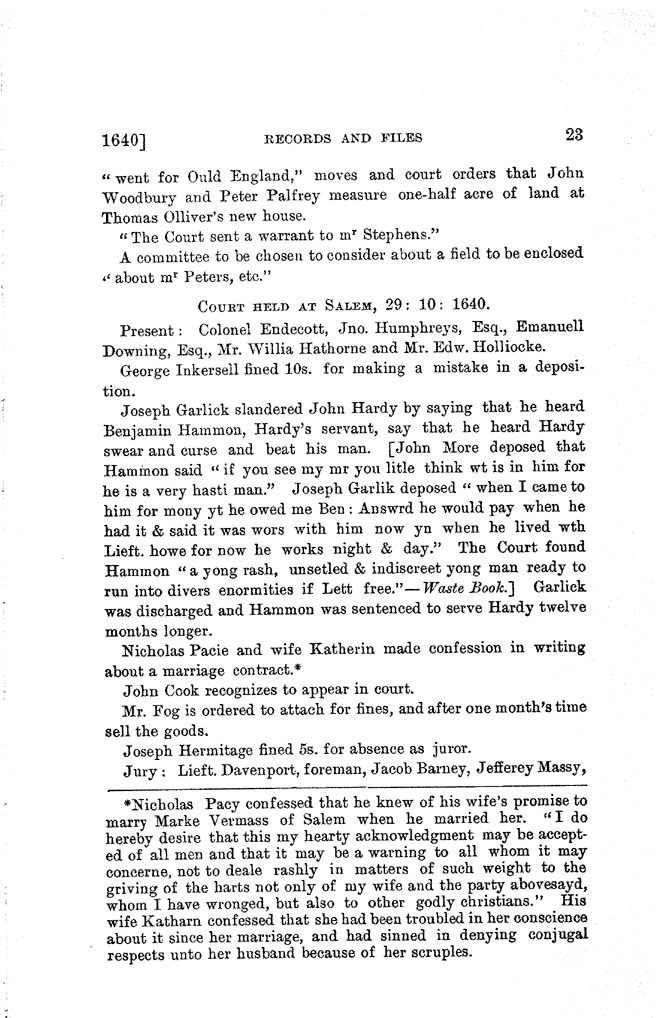 1640] RECORDS AND FILES 23
“ went for Ould England,” moves and court orders that John
Woodbury and Peter Palfrey measure one-half acre of land at
Thomas Olliver's new house.
“ The Court sent a warrant to mʳ Stephens.”
A committee to be chosen to consider about a field to be enclosed
“ about mʳ Peters, etc.”
COURT HELD AT SALEM, 29: 10: 1640.
Present: Colonel Endecott, Jno. Humphreys, Esq., Emanuell
Downing, Esq., Mr. Willia Hathorne and Mr. Edw. Holliocke.
George Inkersell fined 10s. for making a mistake in a deposi-
tion.
Joseph Garlick slandered John Hardy by saying that he heard
Benjamin Hammon, Hardy's servant, say that he heard Hardy
swear and curse and beat his man. [John More deposed that
Hammon said “ if you see my mr you litle think wt is in him for
he is a very hasti man.” Joseph Garlik deposed “ when I came to
him for mony yt he owed me Ben: Answrd he would pay when he
had it & said it was wors with him now yn when he lived wth
Lieft. howe for now he works night & day.” The Court found
Hammon “ a yong rash, unsetled & indiscreet yong man ready to
run into divers enormities if Lett free.”—Waste Book.] Garlick
was discharged and Hammon was sentenced to serve Hardy twelve
months longer.
Nicholas Pacie and wife Katherin made confession in writing
about a marriage contract.*
John Cook recognizes to appear in court.
Mr. Fog is ordered to attach for fines, and after one month's time
sell the goods.
Joseph Hermitage fined 5s. for absence as juror.
Jury: Lieft. Davenport, foreman, Jacob Barney, Jefferey Massy,
*Nicholas Pacy confessed that he knew of his wife's promise to
marry Marke Vermass of Salem when he married her. “I do
hereby desire that this my hearty acknowledgment may be accept-
ed of all men and that it may be a warning to all whom it may
concerne, not to deale rashly in matters of such weight to the
griving of the harts not only of my wife and the party abovesayd,
whom I have wronged, but also to other godly christians.” His
wife Katharn confessed that she had been troubled in her conscience
about it since her marriage, and had sinned in denying conjugal
respects unto her husband because of her scruples.